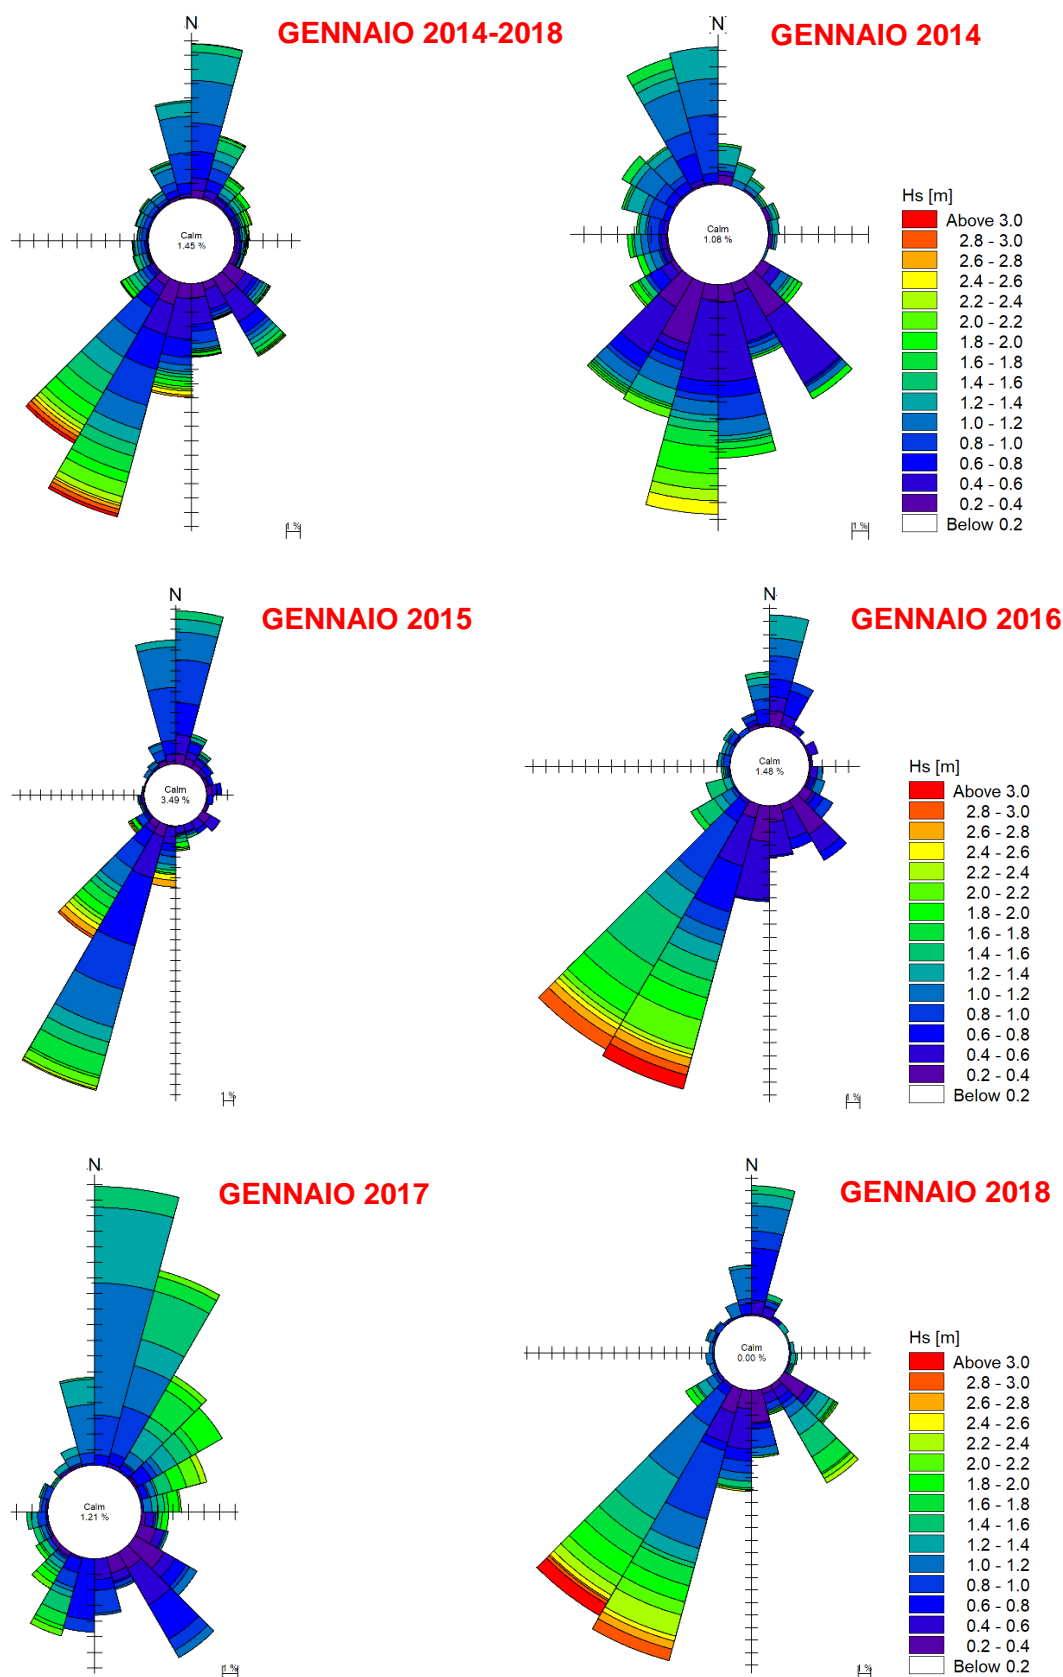 GENNAIO 2014-2018
N
Calm
1.45 %
1 %
GENNAIO 2014
N
Calm
1.08 %
1 %
Hs [m]
Above 3.0
2.8 - 3.0
2.6 - 2.8
2.4 - 2.6
2.2 - 2.4
2.0 - 2.2
1.8 - 2.0
1.6 - 1.8
1.4 - 1.6
1.2 - 1.4
1.0 - 1.2
0.8 - 1.0
0.6 - 0.8
0.4 - 0.6
0.2 - 0.4
Below 0.2
GENNAIO 2015
N
Calm
3.49 %
1 %
GENNAIO 2016
N
Calm
1.48 %
1 %
Hs [m]
Above 3.0
2.8 - 3.0
2.6 - 2.8
2.4 - 2.6
2.2 - 2.4
2.0 - 2.2
1.8 - 2.0
1.6 - 1.8
1.4 - 1.6
1.2 - 1.4
1.0 - 1.2
0.8 - 1.0
0.6 - 0.8
0.4 - 0.6
0.2 - 0.4
Below 0.2
GENNAIO 2017
N
Calm
1.21 %
1 %
GENNAIO 2018
N
Calm
0.00 %
1 %
Hs [m]
Above 3.0
2.8 - 3.0
2.6 - 2.8
2.4 - 2.6
2.2 - 2.4
2.0 - 2.2
1.8 - 2.0
1.6 - 1.8
1.4 - 1.6
1.2 - 1.4
1.0 - 1.2
0.8 - 1.0
0.6 - 0.8
0.4 - 0.6
0.2 - 0.4
Below 0.2